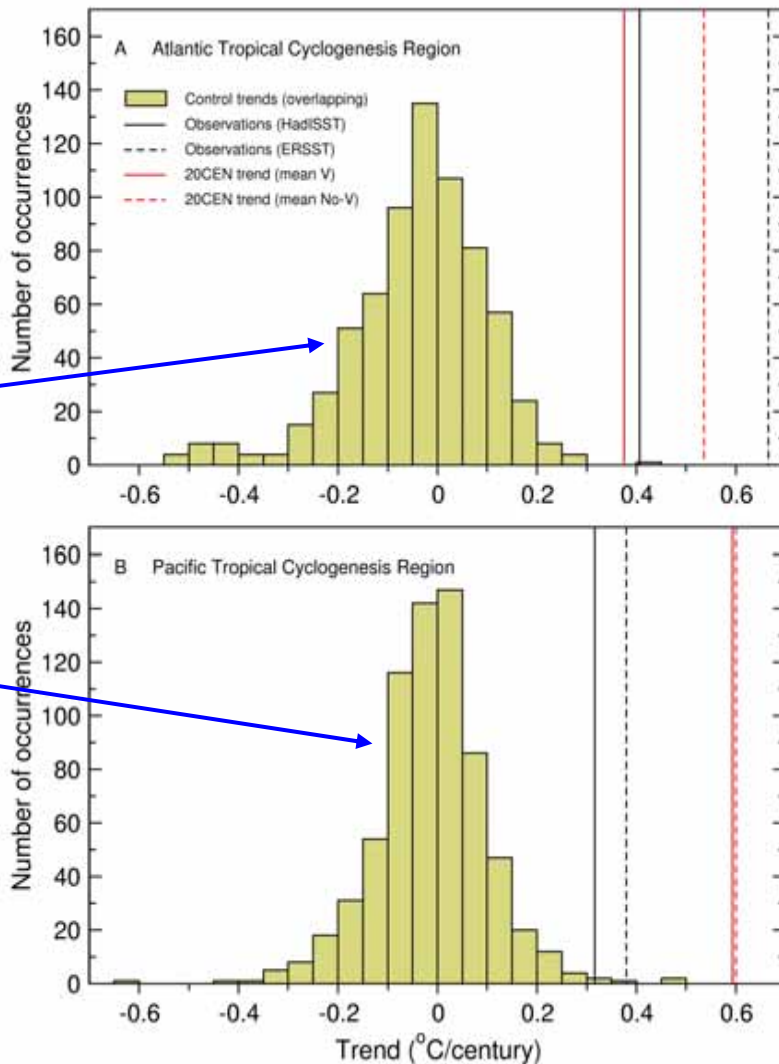 A Atlantic Tropical Cyclogenesis Region
Control trends (overlapping)
Observations (HadISST)
Observations (ERSST)
20CEN trend (mean V)
20CEN trend (mean No-V)
Number of occurrences
160
140
120
100
80
60
40
20
0
-0.6 -0.4 -0.2 0 0.2 0.4 0.6
B Pacific Tropical Cyclogenesis Region
Number of occurrences
160
140
120
100
80
60
40
20
0
-0.6 -0.4 -0.2 0 0.2 0.4 0.6
Trend (°C/century)